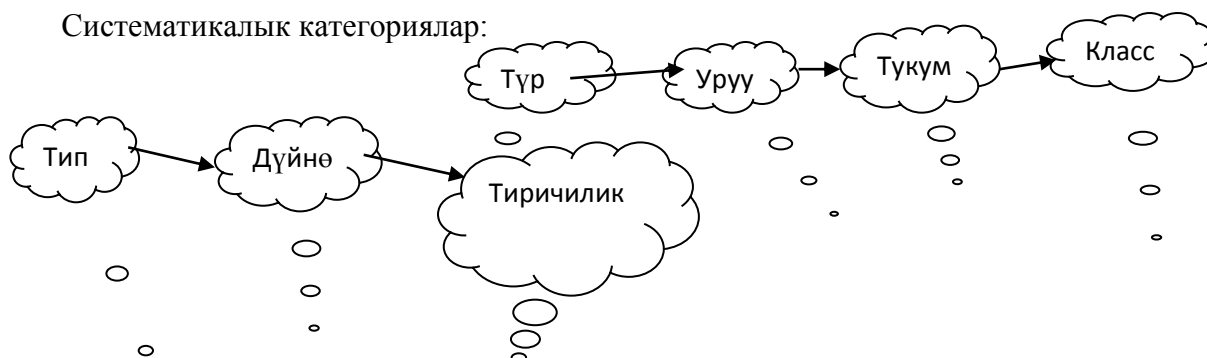 Систематикалык категориялар:
Түр
Уруу
Тукум
Класс
Тип
Дүйнө
Тиричилик